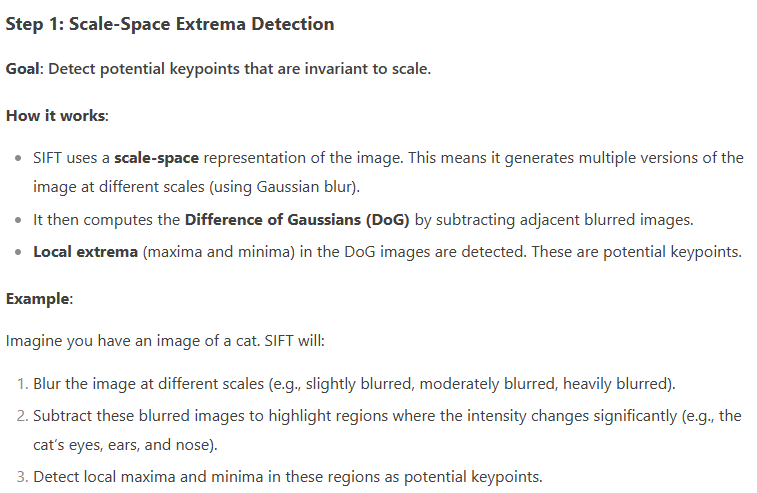 Step 1: Scale-Space Extrema Detection
Goal: Detect potential keypoints that are invariant to scale.
How it works:
• SIFT uses a scale-space representation of the image. This means it generates multiple versions of the
image at different scales (using Gaussian blur).
• It then computes the Difference of Gaussians (DoG) by subtracting adjacent blurred images.
• Local extrema (maxima and minima) in the DoG images are detected. These are potential keypoints.
Example:
Imagine you have an image of a cat. SIFT will:
1. Blur the image at different scales (e.g., slightly blurred, moderately blurred, heavily blurred).
2. Subtract these blurred images to highlight regions where the intensity changes significantly (e.g., the
cat's eyes, ears, and nose).
3. Detect local maxima and minima in these regions as potential keypoints.